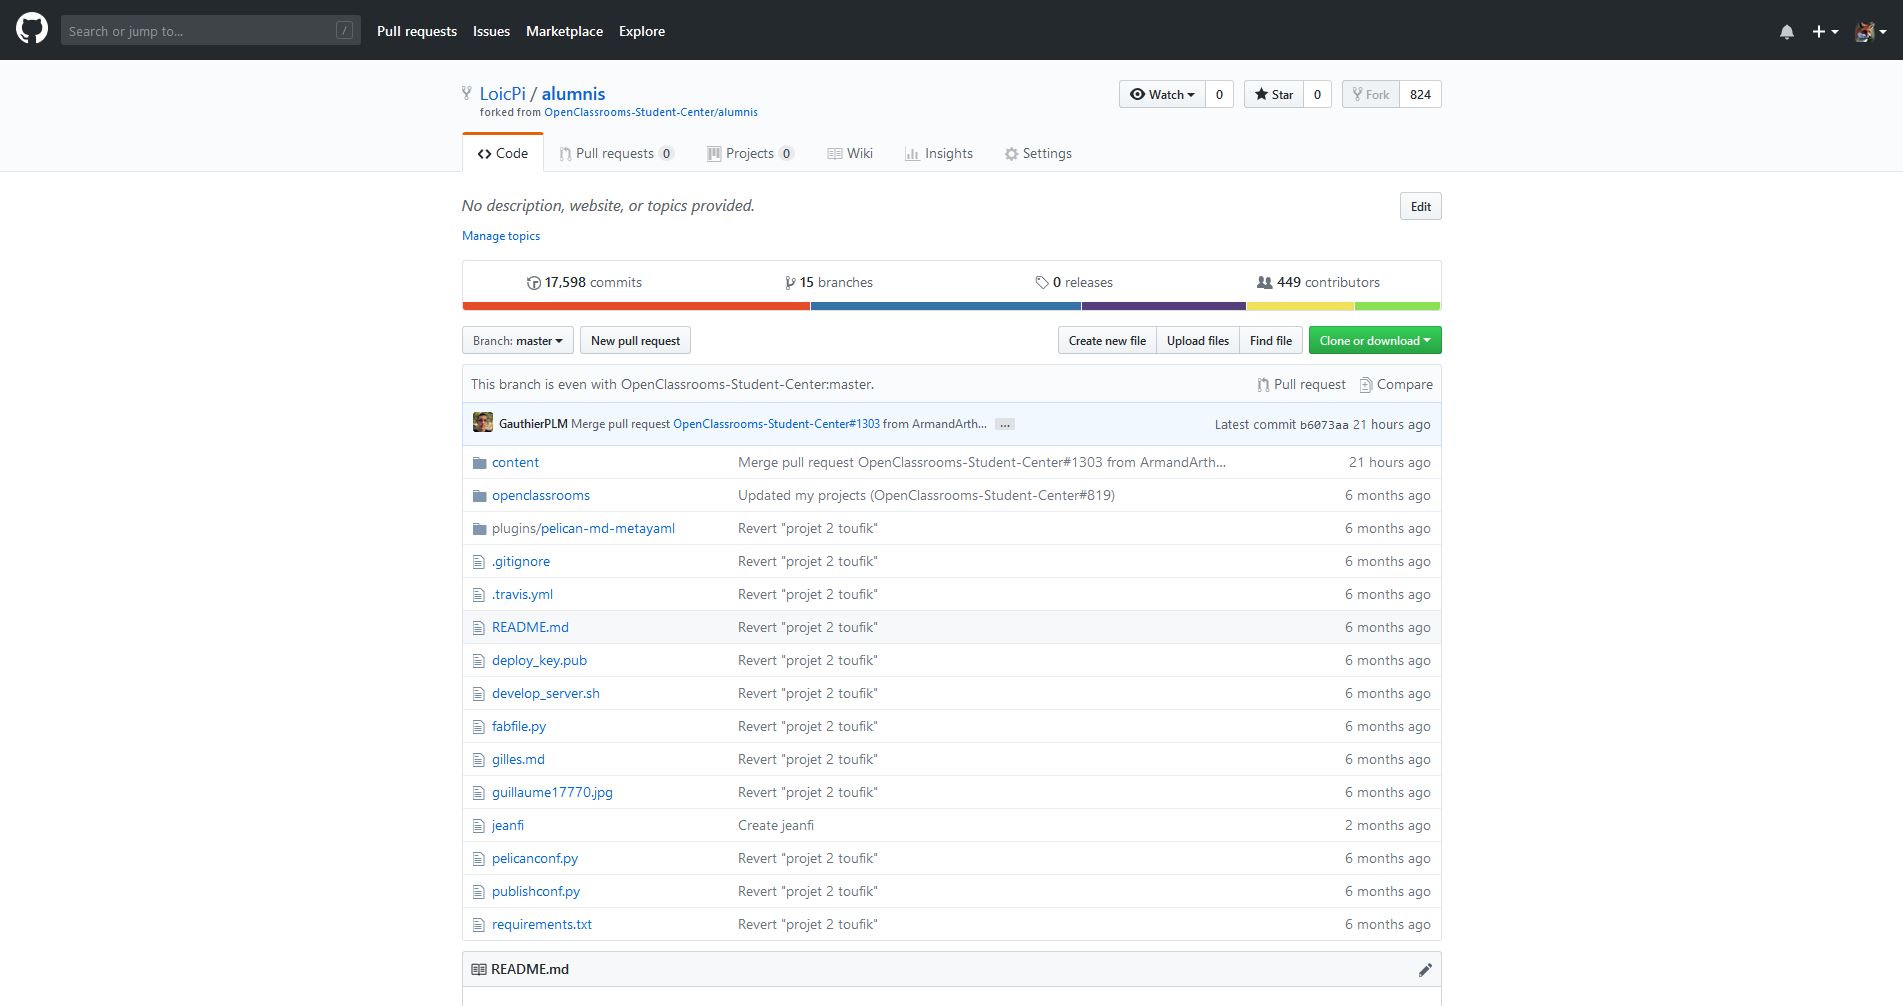 Search or jump to... /
Pull requests Issues Marketplace Explore
LoicPi / alumnis
forked from OpenClassrooms-Student-Center/alumnis
Watch 0 Star 0 Fork 824
Code Pull requests 0 Projects 0 Wiki Insights Settings
No description, website, or topics provided. Edit
Manage topics
17,598 commits 15 branches 0 releases 449 contributors
Branch: master New pull request Create new file Upload files Find file Clone or download
This branch is even with OpenClassrooms-Student-Center:master. Pull request Compare
GauthierPLM Merge pull request OpenClassrooms-Student-Center#1303 from ArmandArth... ... Latest commit b6073aa 21 hours ago
content Merge pull request OpenClassrooms-Student-Center#1303 from ArmandArth... 21 hours ago
openclassrooms Updated my projects (OpenClassrooms-Student-Center#819) 6 months ago
plugins/pelican-md-metayaml Revert "projet 2 toufik" 6 months ago
.gitignore Revert "projet 2 toufik" 6 months ago
.travis.yml Revert "projet 2 toufik" 6 months ago
README.md Revert "projet 2 toufik" 6 months ago
deploy_key.pub Revert "projet 2 toufik" 6 months ago
develop_server.sh Revert "projet 2 toufik" 6 months ago
fabfile.py Revert "projet 2 toufik" 6 months ago
gilles.md Revert "projet 2 toufik" 6 months ago
guillaume17770.jpg Revert "projet 2 toufik" 6 months ago
jeanfi Create jeanfi 2 months ago
pelicanconf.py Revert "projet 2 toufik" 6 months ago
publishconf.py Revert "projet 2 toufik" 6 months ago
requirements.txt Revert "projet 2 toufik" 6 months ago
README.md